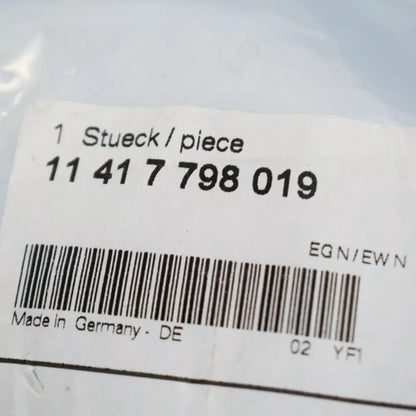 1 Stueck / piece
11 41 7 798 019
EGN/EWN
Made in Germany - DE
02 YF1